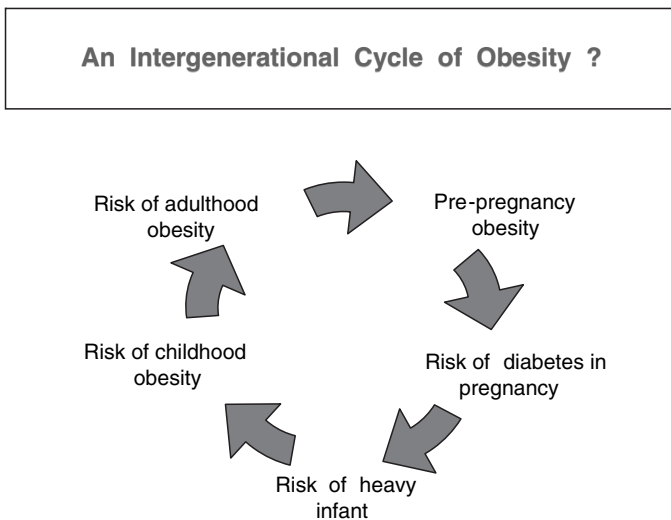 An Intergenerational Cycle of Obesity ?
Risk of adulthood
obesity
Pre-pregnancy
obesity
Risk of diabetes in
pregnancy
Risk of heavy
infant
Risk of childhood
obesity